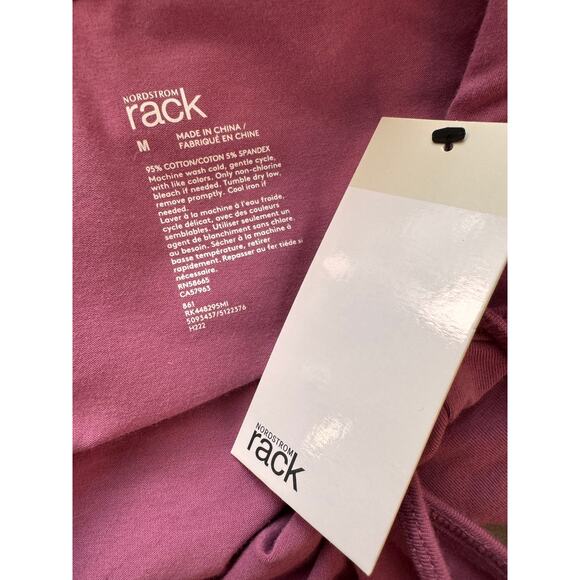 NORDSTROM
rack
M
MADE IN CHINA /
FABRIQUÉ EN CHINE
95% COTTON/COTON 5% SPANDEX
Machine wash cold, gentle cycle,
with like colors. Only non-chlorine
bleach if needed. Tumble dry low,
remove promptly. Cool iron if
needed.
Laver à la machine à l'eau fraide,
cycle délicat, avec des couleurs
semblables. Utiliser seulement un
agent de blanchiment sans chlore,
au besoin. Sécher à la machine à
basse température, retirer
rapidement. Repasser au fer tiède si
nécessaire.
RN58665
CA57963
861
RK448295MI
5093437/5122376
H222
NORDSTROM
rack